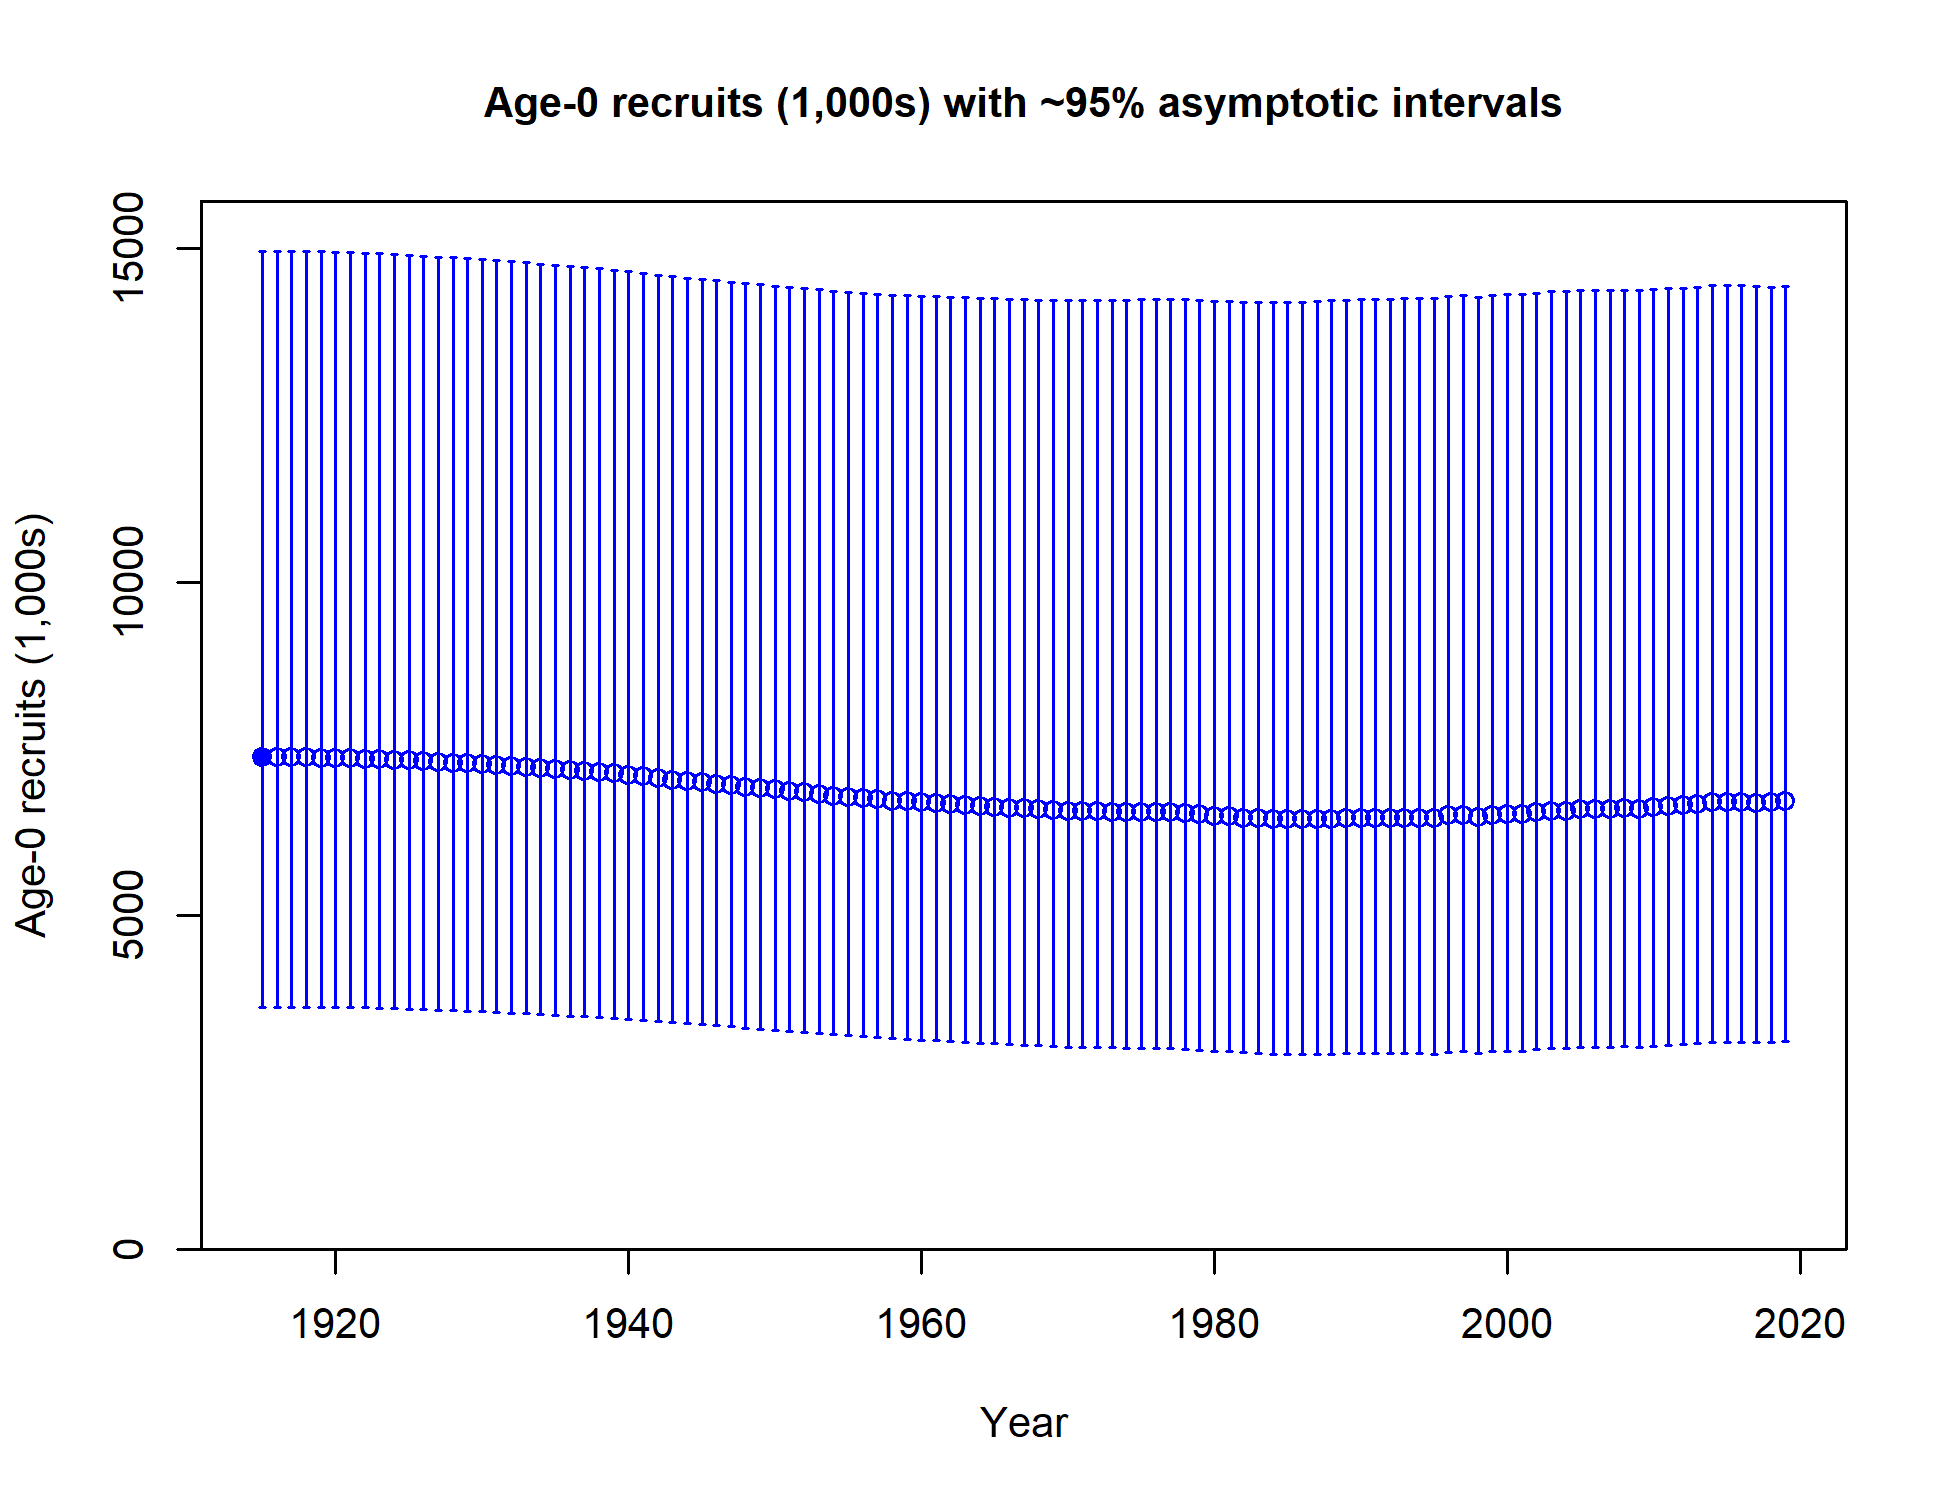 Age-0 recruits (1,000s) with ~95% asymptotic intervals
Age-0 recruits (1,000s)
15000
10000
5000
0
1920 1940 1960 1980 2000 2020
Year